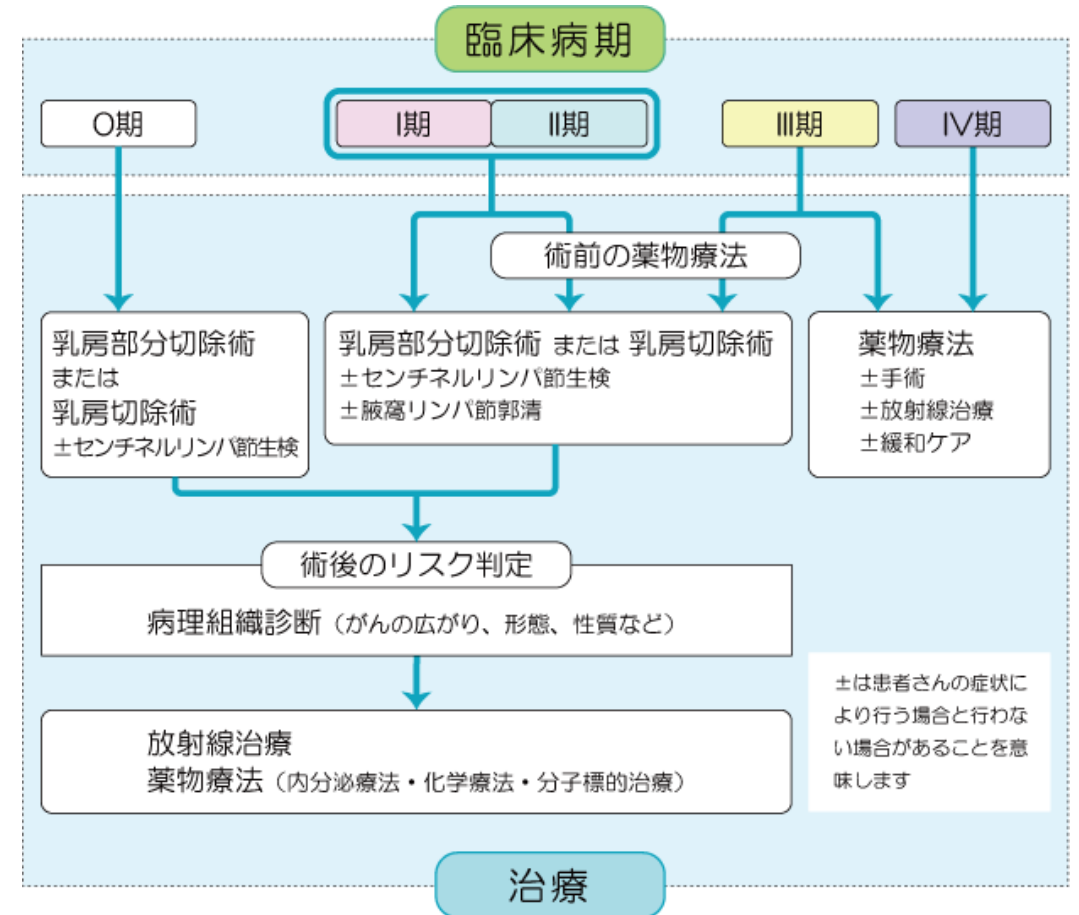 臨床病期
0期
I期
II期
III期
IV期
術前の薬物療法
乳房部分切除術
または
乳房切除術
±センチネルリンパ節生検
乳房部分切除術 または 乳房切除術
±センチネルリンパ節生検
±腋窩リンパ節郭清
薬物療法
±手術
±放射線治療
±緩和ケア
術後のリスク判定
病理組織診断（がんの広がり、形態、性質など）
放射線治療
薬物療法（内分泌療法・化学療法・分子標的治療）
±は患者さんの症状に
より行う場合と行わな
い場合があることを意
味します
治療